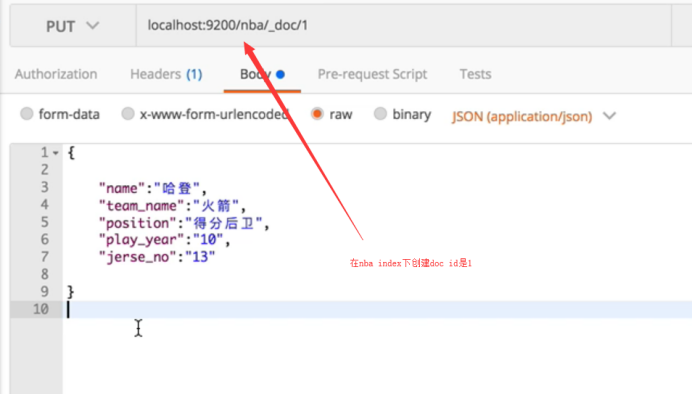 PUT localhost:9200/nba/_doc/1
Authorization Headers (1) Body Pre-request Script Tests
form-data x-www-form-urlencoded raw binary JSON (application/json)
1 {
2
3 "name":"哈登",
4 "team_name":"火箭",
5 "position":"得分后卫",
6 "play_year":"10",
7 "jerse_no":"13"
在nba index下创建doc id是1
8
9 }
10